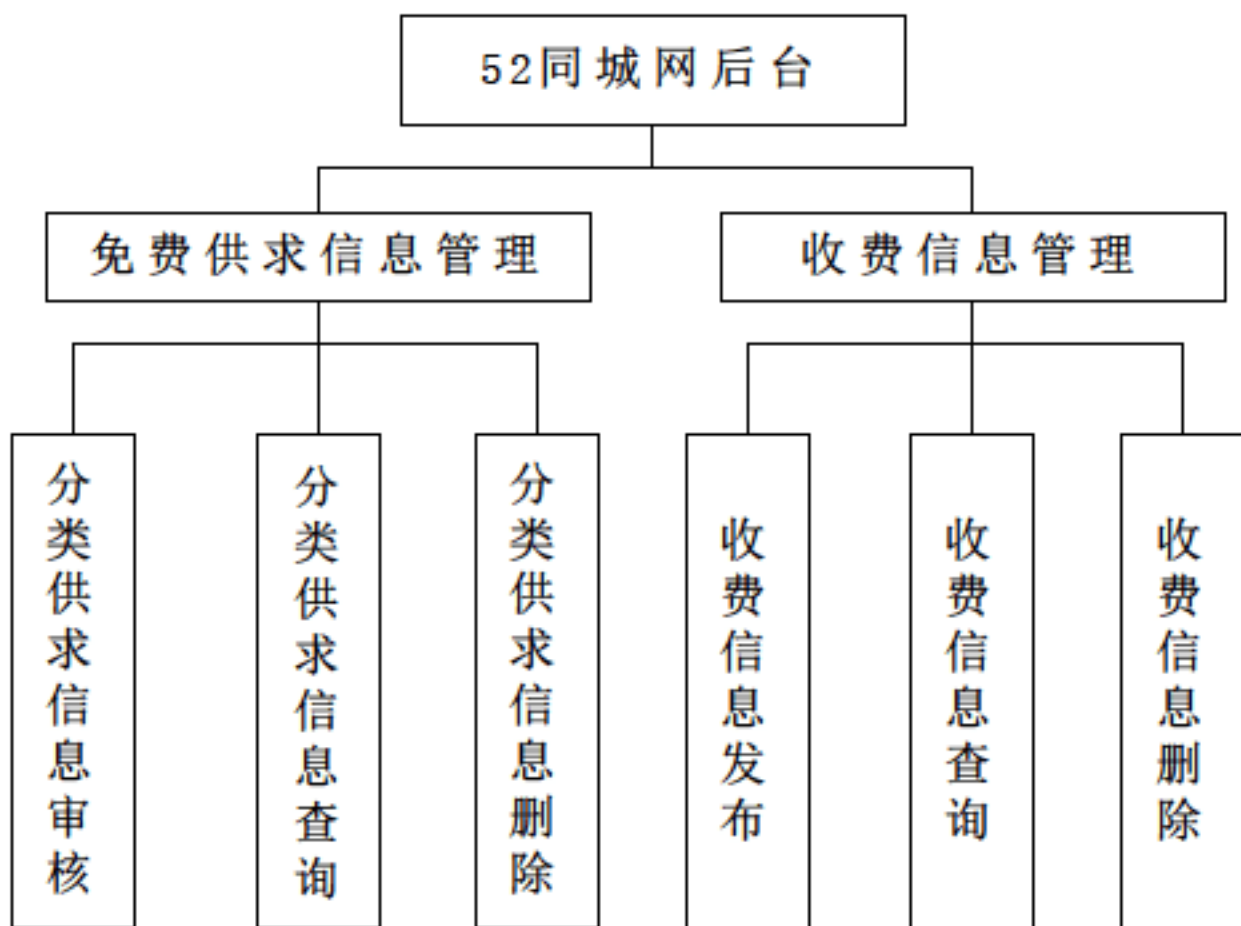 52同城网后台
免费供求信息管理
收费信息管理
分类供求信息审核
分类供求信息查询
分类供求信息删除
收费信息发布
收费信息查询
收费信息删除